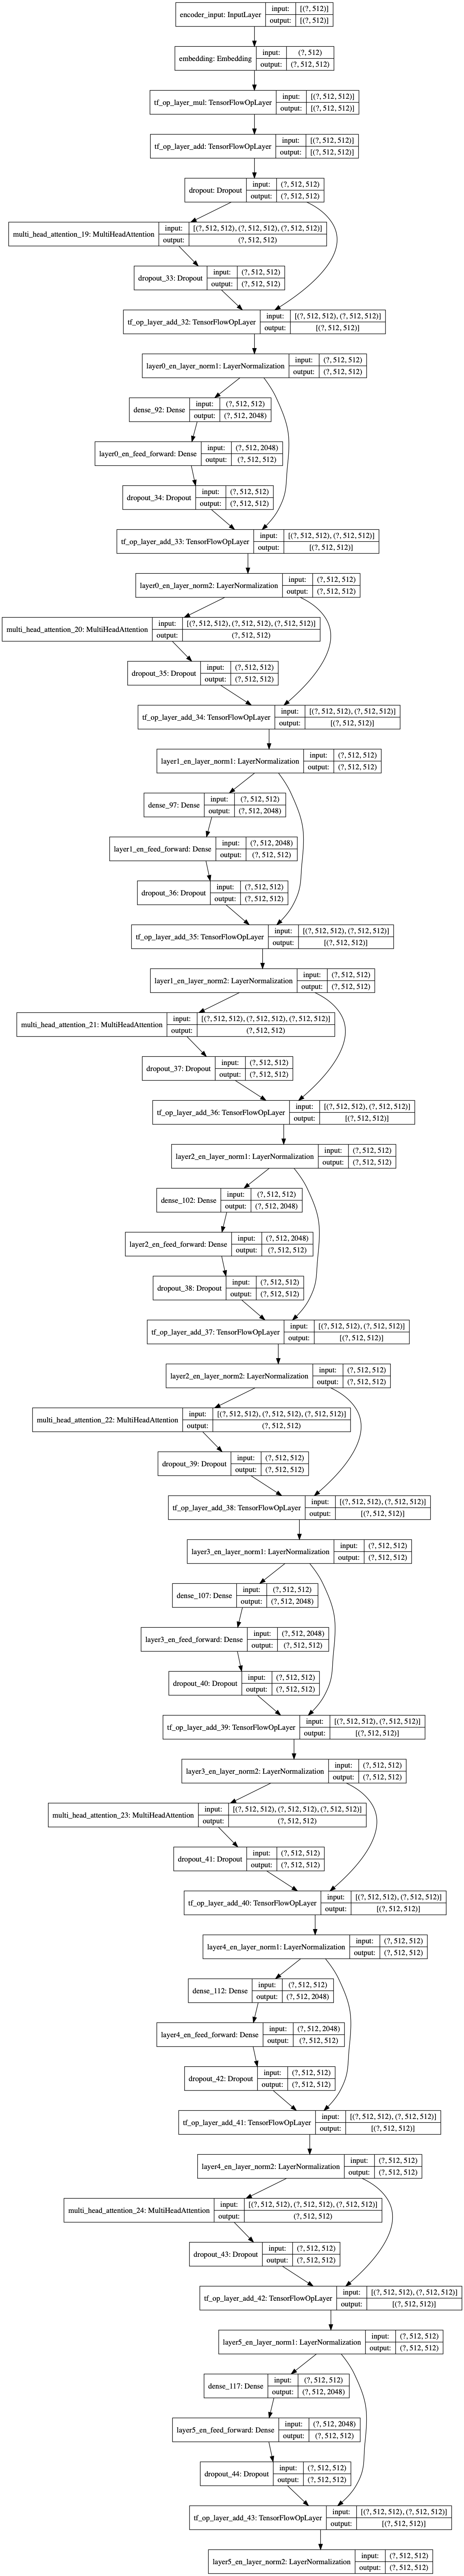 encoder_input: InputLayer input: [(?, 512)]
output: [(?, 512)]
embedding: Embedding input: (?, 512)
output: (?, 512, 512)
tf_op_layer_mul: TensorFlowOpLayer input: [(?, 512, 512)]
output: [(?, 512, 512)]
tf_op_layer_add: TensorFlowOpLayer input: [(?, 512, 512)]
output: [(?, 512, 512)]
dropout: Dropout input: (?, 512, 512)
output: (?, 512, 512)
multi_head_attention_19: MultiHeadAttention input: [(?, 512, 512), (?, 512, 512), (?, 512, 512)]
output: (?, 512, 512)
dropout_33: Dropout input: (?, 512, 512)
output: (?, 512, 512)
tf_op_layer_add_32: TensorFlowOpLayer input: [(?, 512, 512), (?, 512, 512)]
output: [(?, 512, 512)]
layer0_en_layer_norm1: LayerNormalization input: (?, 512, 512)
output: (?, 512, 512)
dense_92: Dense input: (?, 512, 512)
output: (?, 512, 2048)
layer0_en_feed_forward: Dense input: (?, 512, 2048)
output: (?, 512, 512)
dropout_34: Dropout input: (?, 512, 512)
output: (?, 512, 512)
tf_op_layer_add_33: TensorFlowOpLayer input: [(?, 512, 512), (?, 512, 512)]
output: [(?, 512, 512)]
layer0_en_layer_norm2: LayerNormalization input: (?, 512, 512)
output: (?, 512, 512)
multi_head_attention_20: MultiHeadAttention input: [(?, 512, 512), (?, 512, 512), (?, 512, 512)]
output: (?, 512, 512)
dropout_35: Dropout input: (?, 512, 512)
output: (?, 512, 512)
tf_op_layer_add_34: TensorFlowOpLayer input: [(?, 512, 512), (?, 512, 512)]
output: [(?, 512, 512)]
layer1_en_layer_norm1: LayerNormalization input: (?, 512, 512)
output: (?, 512, 512)
dense_97: Dense input: (?, 512, 512)
output: (?, 512, 2048)
layer1_en_feed_forward: Dense input: (?, 512, 2048)
output: (?, 512, 512)
dropout_36: Dropout input: (?, 512, 512)
output: (?, 512, 512)
tf_op_layer_add_35: TensorFlowOpLayer input: [(?, 512, 512), (?, 512, 512)]
output: [(?, 512, 512)]
layer1_en_layer_norm2: LayerNormalization input: (?, 512, 512)
output: (?, 512, 512)
multi_head_attention_21: MultiHeadAttention input: [(?, 512, 512), (?, 512, 512), (?, 512, 512)]
output: (?, 512, 512)
dropout_37: Dropout input: (?, 512, 512)
output: (?, 512, 512)
tf_op_layer_add_36: TensorFlowOpLayer input: [(?, 512, 512), (?, 512, 512)]
output: [(?, 512, 512)]
layer2_en_layer_norm1: LayerNormalization input: (?, 512, 512)
output: (?, 512, 512)
dense_102: Dense input: (?, 512, 512)
output: (?, 512, 2048)
layer2_en_feed_forward: Dense input: (?, 512, 2048)
output: (?, 512, 512)
dropout_38: Dropout input: (?, 512, 512)
output: (?, 512, 512)
tf_op_layer_add_37: TensorFlowOpLayer input: [(?, 512, 512), (?, 512, 512)]
output: [(?, 512, 512)]
layer2_en_layer_norm2: LayerNormalization input: (?, 512, 512)
output: (?, 512, 512)
multi_head_attention_22: MultiHeadAttention input: [(?, 512, 512), (?, 512, 512), (?, 512, 512)]
output: (?, 512, 512)
dropout_39: Dropout input: (?, 512, 512)
output: (?, 512, 512)
tf_op_layer_add_38: TensorFlowOpLayer input: [(?, 512, 512), (?, 512, 512)]
output: [(?, 512, 512)]
layer3_en_layer_norm1: LayerNormalization input: (?, 512, 512)
output: (?, 512, 512)
dense_107: Dense input: (?, 512, 512)
output: (?, 512, 2048)
layer3_en_feed_forward: Dense input: (?, 512, 2048)
output: (?, 512, 512)
dropout_40: Dropout input: (?, 512, 512)
output: (?, 512, 512)
tf_op_layer_add_39: TensorFlowOpLayer input: [(?, 512, 512), (?, 512, 512)]
output: [(?, 512, 512)]
layer3_en_layer_norm2: LayerNormalization input: (?, 512, 512)
output: (?, 512, 512)
multi_head_attention_23: MultiHeadAttention input: [(?, 512, 512), (?, 512, 512), (?, 512, 512)]
output: (?, 512, 512)
dropout_41: Dropout input: (?, 512, 512)
output: (?, 512, 512)
tf_op_layer_add_40: TensorFlowOpLayer input: [(?, 512, 512), (?, 512, 512)]
output: [(?, 512, 512)]
layer4_en_layer_norm1: LayerNormalization input: (?, 512, 512)
output: (?, 512, 512)
dense_112: Dense input: (?, 512, 512)
output: (?, 512, 2048)
layer4_en_feed_forward: Dense input: (?, 512, 2048)
output: (?, 512, 512)
dropout_42: Dropout input: (?, 512, 512)
output: (?, 512, 512)
tf_op_layer_add_41: TensorFlowOpLayer input: [(?, 512, 512), (?, 512, 512)]
output: [(?, 512, 512)]
layer4_en_layer_norm2: LayerNormalization input: (?, 512, 512)
output: (?, 512, 512)
multi_head_attention_24: MultiHeadAttention input: [(?, 512, 512), (?, 512, 512), (?, 512, 512)]
output: (?, 512, 512)
dropout_43: Dropout input: (?, 512, 512)
output: (?, 512, 512)
tf_op_layer_add_42: TensorFlowOpLayer input: [(?, 512, 512), (?, 512, 512)]
output: [(?, 512, 512)]
layer5_en_layer_norm1: LayerNormalization input: (?, 512, 512)
output: (?, 512, 512)
dense_117: Dense input: (?, 512, 512)
output: (?, 512, 2048)
layer5_en_feed_forward: Dense input: (?, 512, 2048)
output: (?, 512, 512)
dropout_44: Dropout input: (?, 512, 512)
output: (?, 512, 512)
tf_op_layer_add_43: TensorFlowOpLayer input: [(?, 512, 512), (?, 512, 512)]
output: [(?, 512, 512)]
layer5_en_layer_norm2: LayerNormalization input: (?, 512, 512)
output: (?, 512, 512)